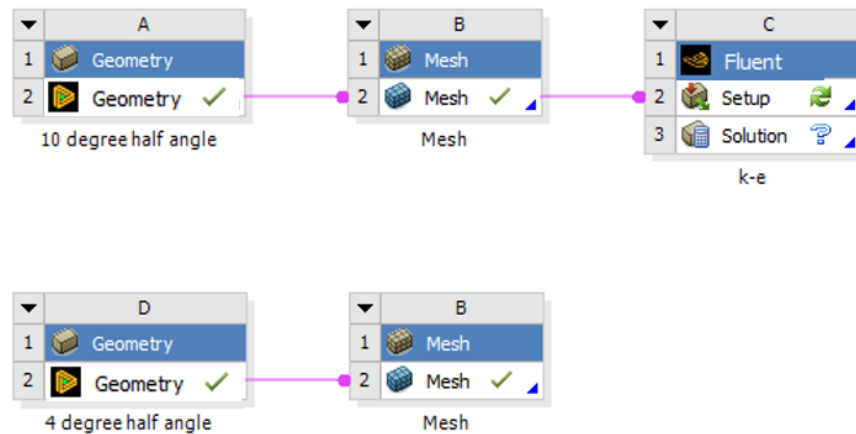 A
1 Geometry
2 Geometry
10 degree half angle
B
1 Mesh
2 Mesh
Mesh
C
1 Fluent
2 Setup
3 Solution
k-e
D
1 Geometry
2 Geometry
4 degree half angle
B
1 Mesh
2 Mesh
Mesh